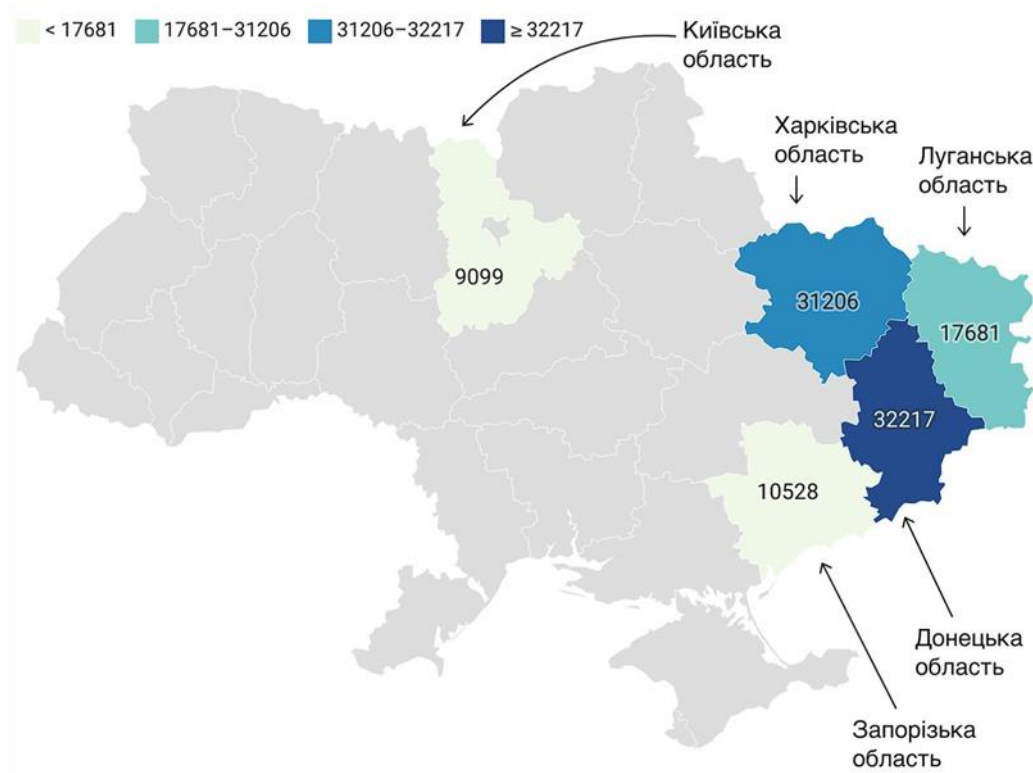 < 17681 17681–31206 31206–32217 ≥ 32217
Київська
область
Харківська
область
Луганська
область
9099
31206
17681
32217
10528
Донецька
область
Запорізька
область